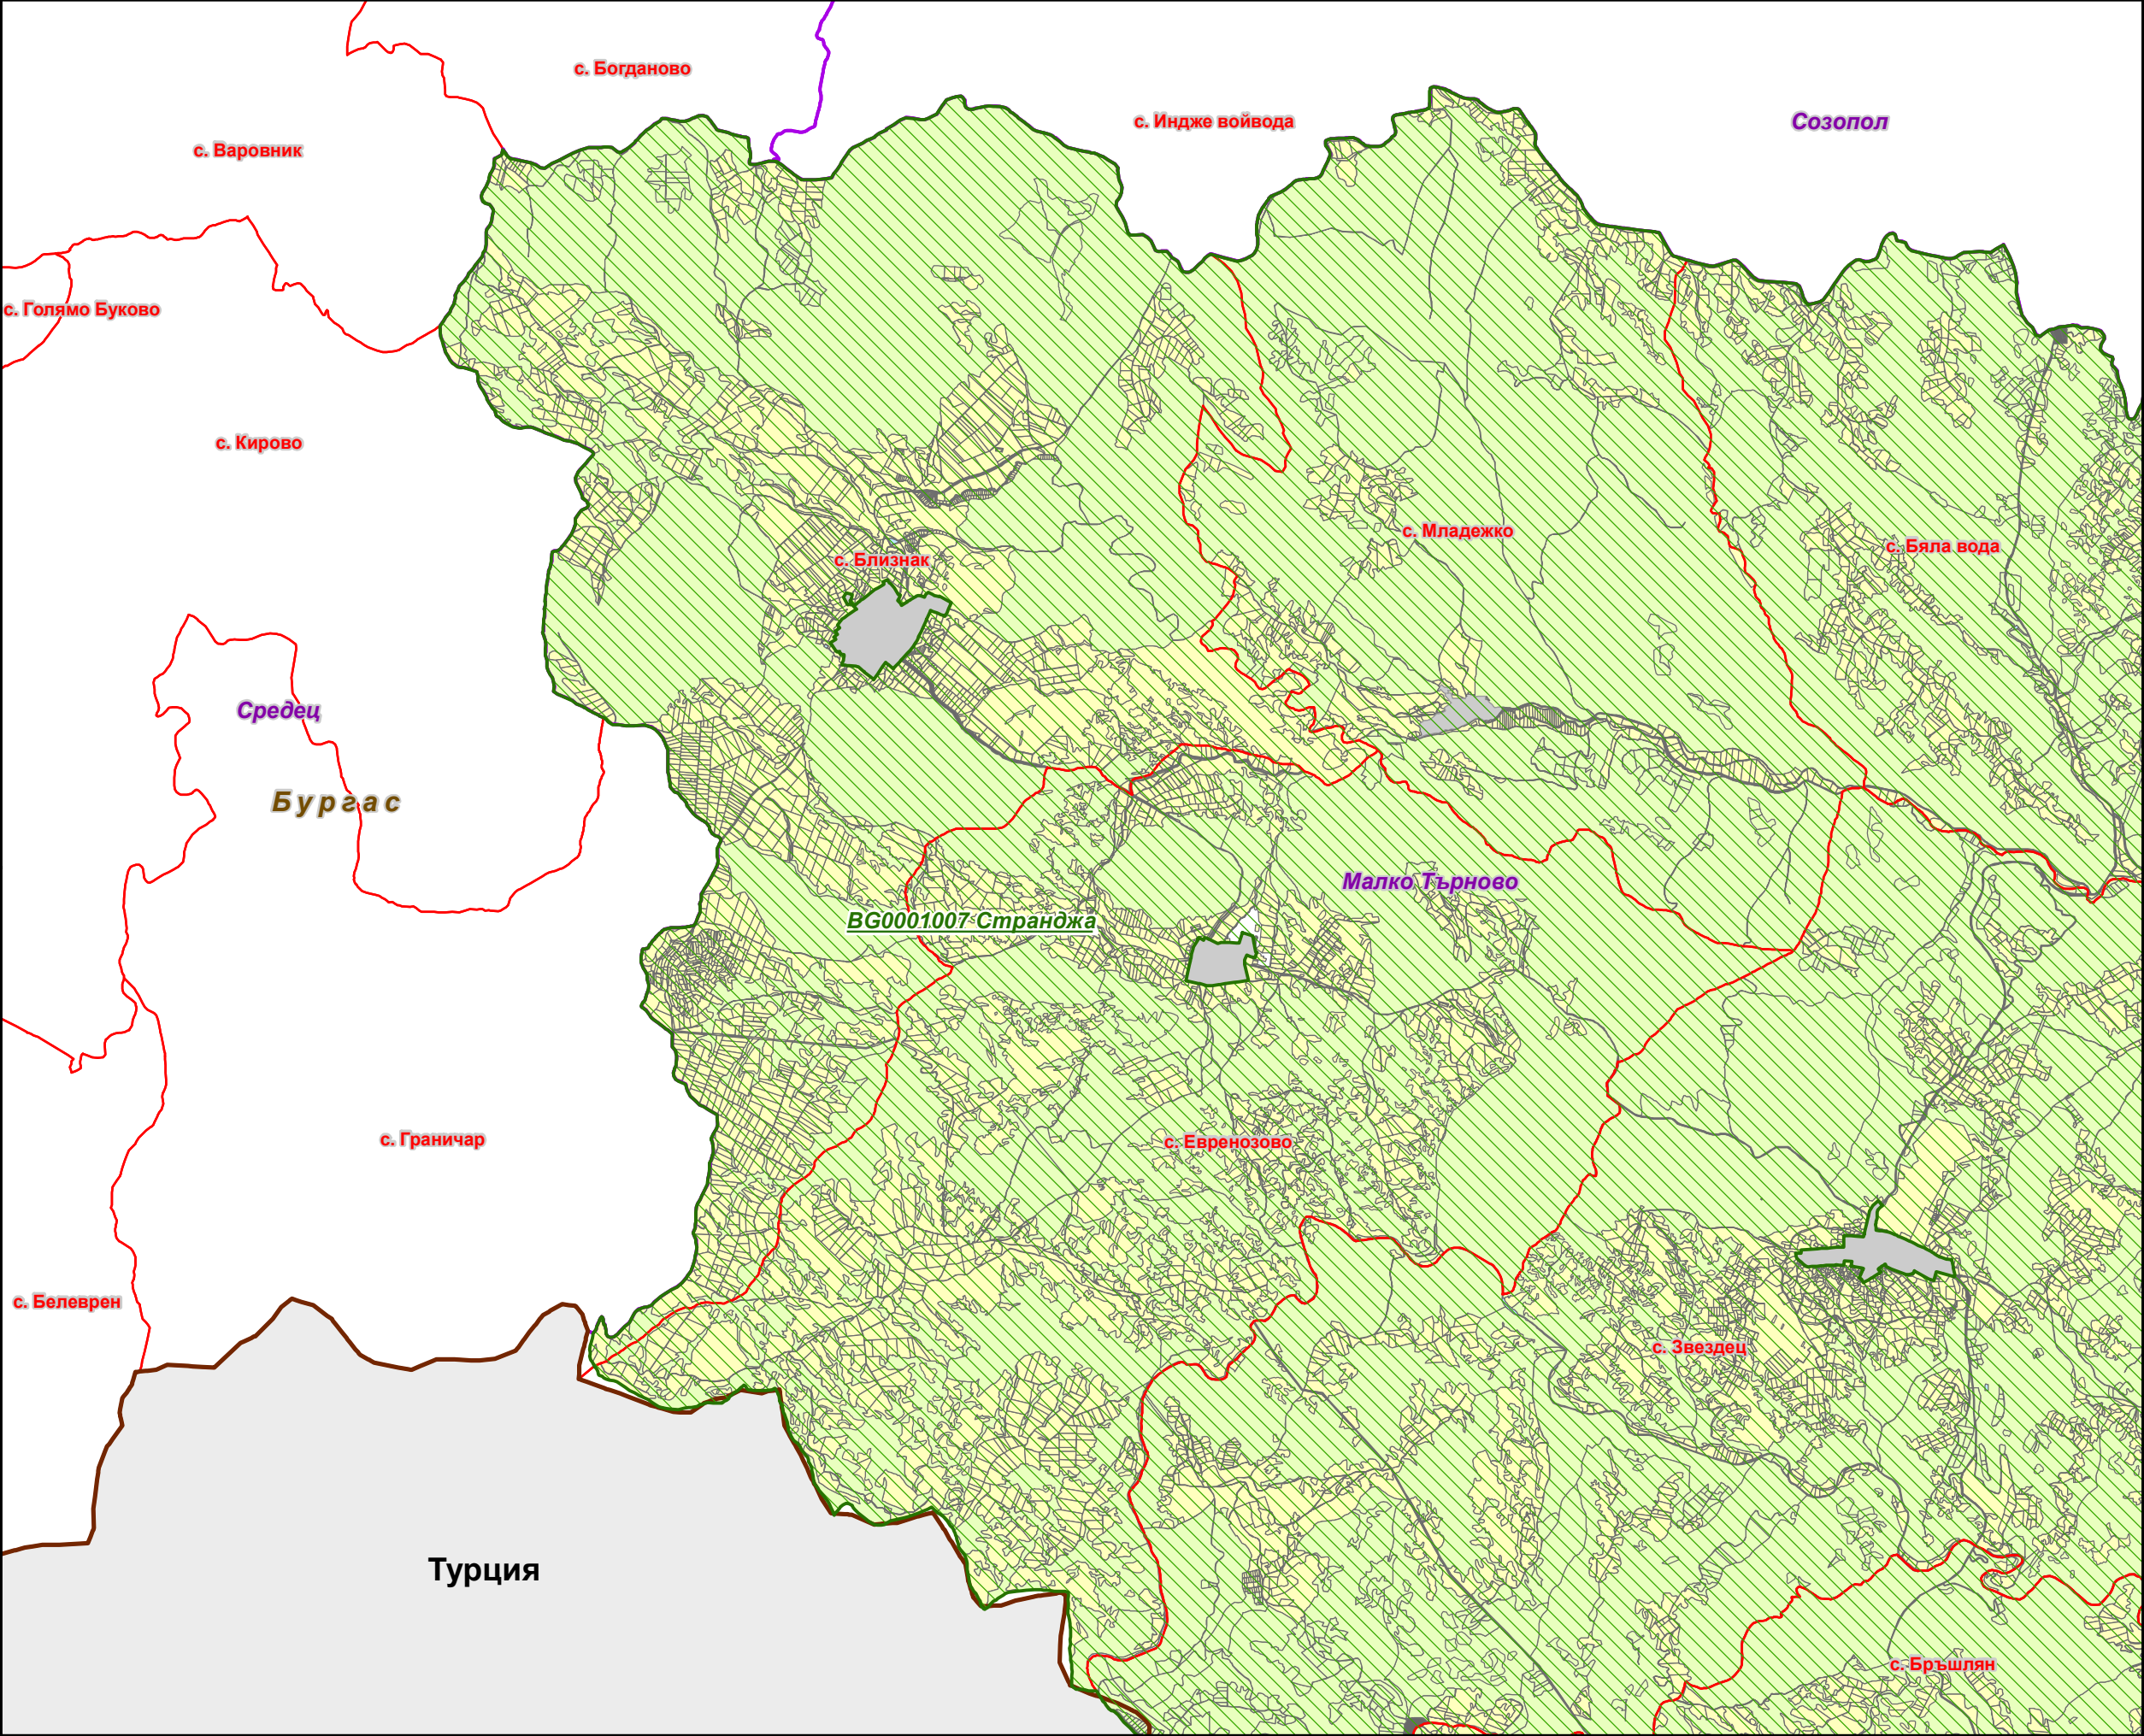 с. Богданово
с. Индже войвода
Созопол
с. Варовник
с. Голямо Буково
с. Кирово
с. Младежко
с. Бяла вода
с. Близнак
Средец
Бургас
Малко Търново
BG0001007 Странджа
с. Граничар
с. Евренозово
с. Белеврен
с. Звездец
Турция
с. Бръшлян